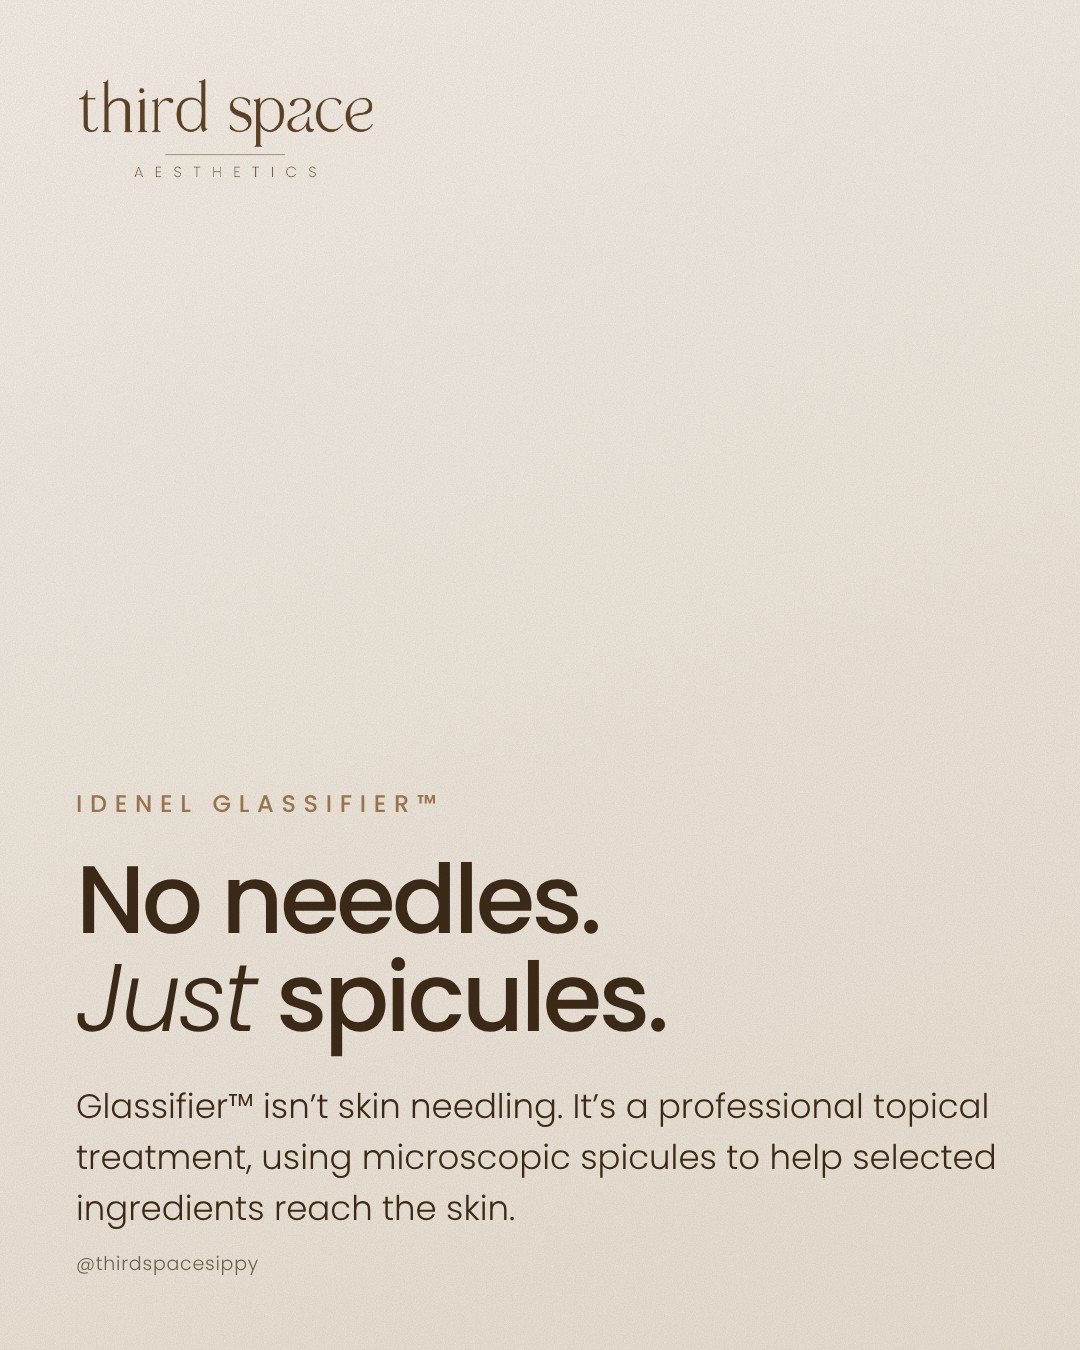 third space
AESTHETICS
IDENEL GLASSIFIER™
No needles.
Just spicules.
Glassifier™ isn’t skin needling. It’s a professional topical
treatment, using microscopic spicules to help selected
ingredients reach the skin.
@thirdspacesippy